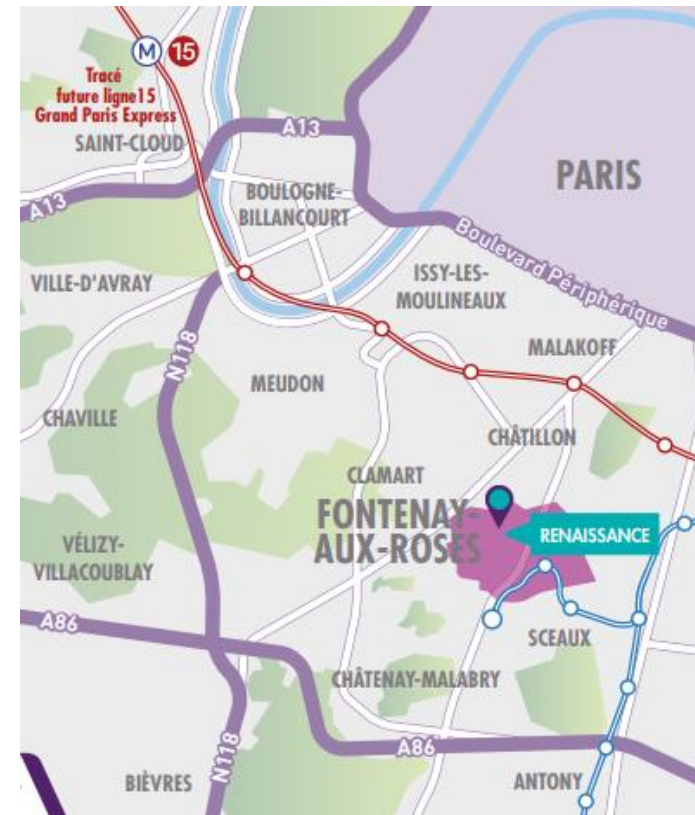 M 15
Tracé
future ligne15
Grand Paris Express
SAINT-CLOUD
A13
A13
PARIS
BOULOGNE-
BILLANCOURT
Boulevard Périphérique
VILLE-D'AVRAY
ISSY-LES-
MOULINEAUX
N118
MALAKOFF
MEUDON
CHAVILLE
CHÂTILLON
CLAMART
FONTENAY-
AUX-ROSES
RENAISSANCE
VÉLIZY-
VILLACOUBLAY
A86
SCEAUX
CHÂTENAY-MALABRY
N118
A86
BIÈVRES
ANTONY